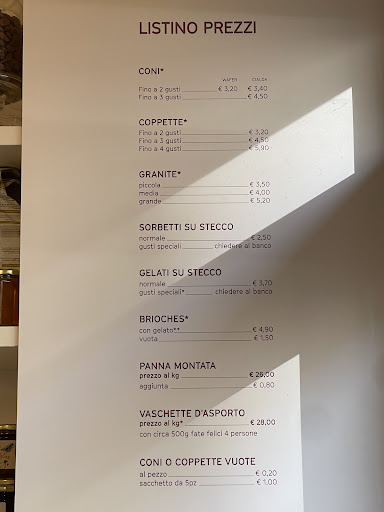 LISTINO PREZZI
CONI*
WAFER CIALDA
Fino a 2 gusti € 3,20 € 3,40
Fino a 3 gusti € 4,50
COPPETTE*
Fino a 2 gusti € 3,20
Fino a 3 gusti € 4,50
Fino a 4 gusti € 5,90
GRANITE*
piccola € 3,50
media € 4,00
grande € 5,20
SORBETTI SU STECCO
normale € 2,50
gusti speciali chiedere al banco
GELATI SU STECCO
normale € 3,70
gusti speciali* chiedere al banco
BRIOCHES*
con gelato** € 4,90
vuota € 1,50
PANNA MONTATA
prezzo al kg € 26,00
aggiunta € 0,80
VASCHETTE D'ASPORTO
prezzo al kg* € 28,00
con circa 500g fate felici 4 persone
CONI O COPPETTE VUOTE
al pezzo € 0,20
sacchetto da 5pz € 1,00